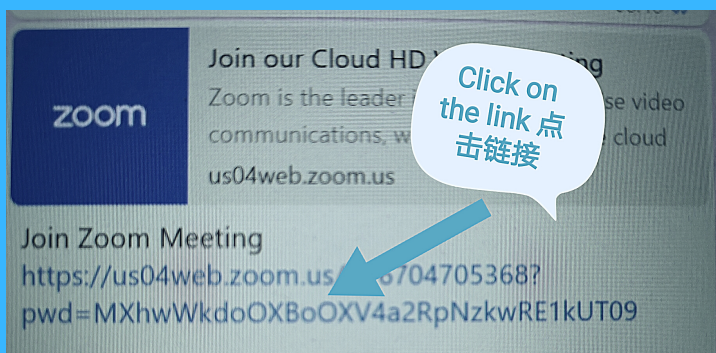 zoom
Join our Cloud HD
Zoom is the leader
se video
communications,
cloud
us04web.zoom.us
Click on
the link 点
击链接
Join Zoom Meeting
https://us04web.zoom.us/
6704705368?
pwd=MXhwWkdoOXBoOXV4a2RpNzkwRE1kUT09